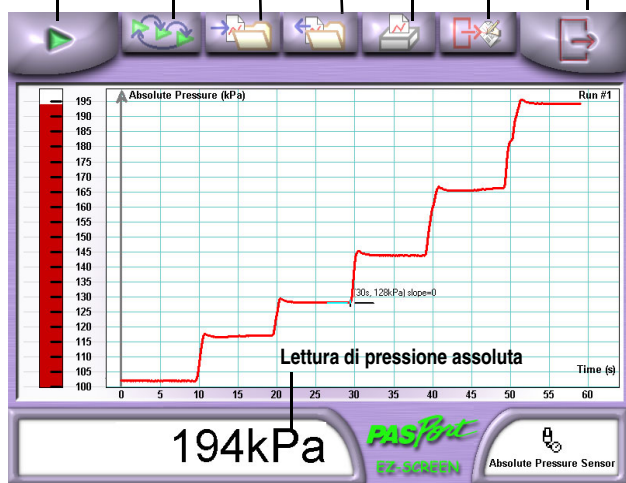 Absolute Pressure (kPa)
Run #1
195
190
185
180
175
170
165
160
155
150
145
140
135
130
125
120
115
110
105
100
(30s, 128kPa) slope=0
Lettura di pressione assoluta
Time (s)
0 5 10 15 20 25 30 35 40 45 50 55 60
194kPa
PASPort
EZ-SCREEN
Absolute Pressure Sensor